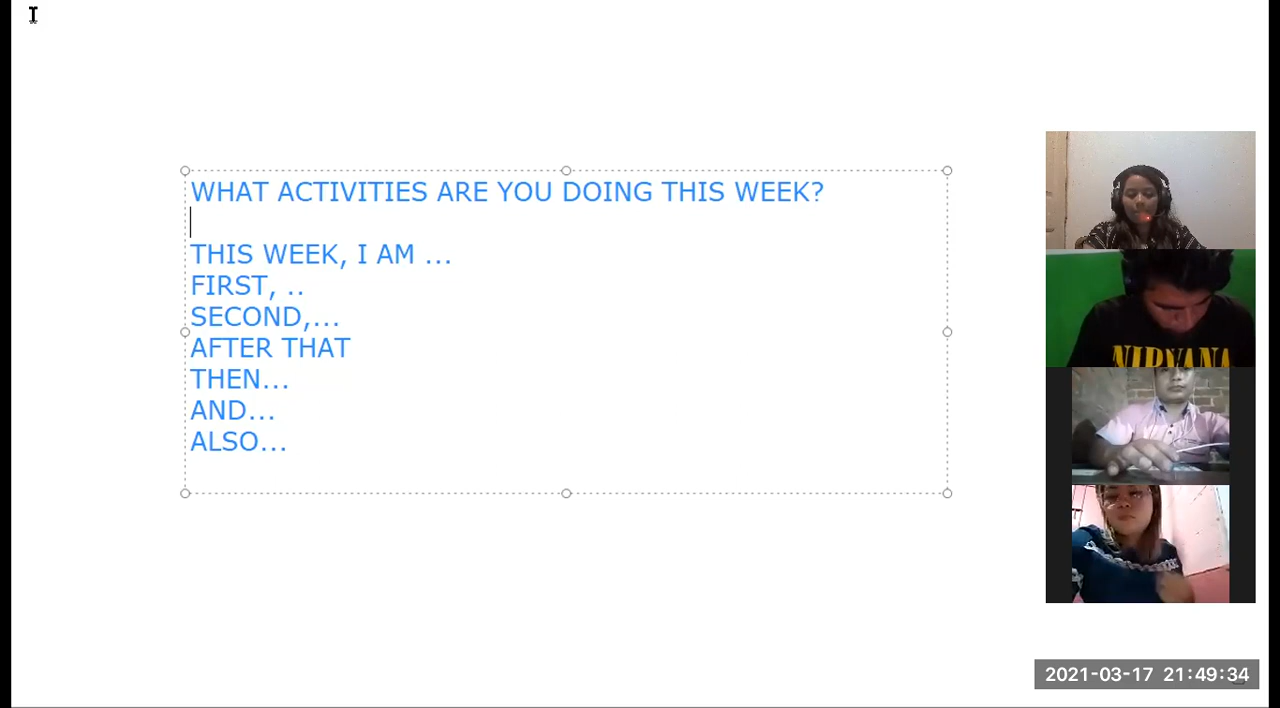 WHAT ACTIVITIES ARE YOU DOING THIS WEEK?
THIS WEEK, I AM ...
FIRST, ..
SECOND,...
AFTER THAT
THEN...
AND...
ALSO...
NIRVANA
2021-03-17 21:49:34